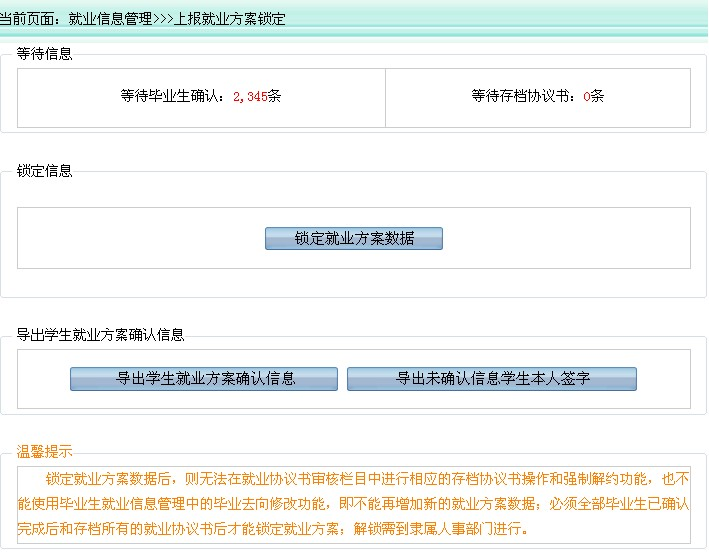 当前页面：就业信息管理>>>上报就业方案锁定
等待信息
等待毕业生确认：2,345条
等待存档协议书：0条
锁定信息
锁定就业方案数据
导出学生就业方案确认信息
导出学生就业方案确认信息
导出未确认信息学生本人签字
温馨提示
锁定就业方案数据后，则无法在就业协议书审核栏目中进行相应的存档协议书操作和强制解约功能，也不
能使用毕业生就业信息管理中的毕业去向修改功能，即不能再增加新的就业方案数据；必须全部毕业生已确认
完成后和存档所有的就业协议书后才能锁定就业方案；解锁需到隶属人事部门进行。